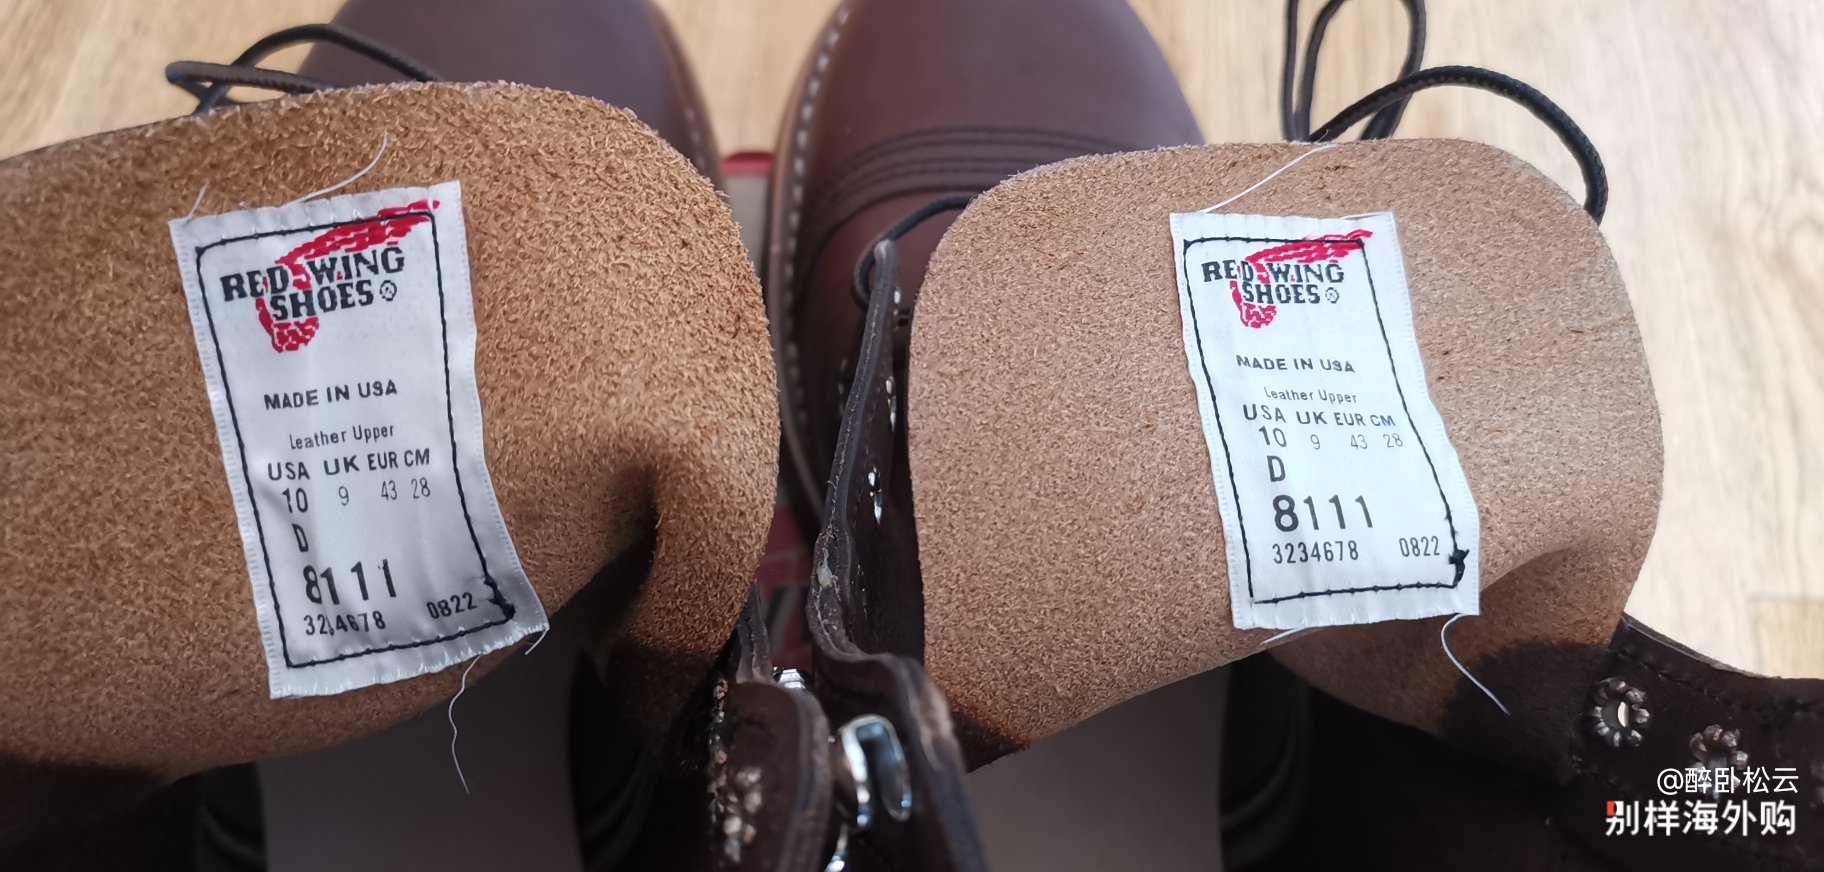 RED WING
SHOES®
MADE IN USA
Leather Upper
USA UK EUR CM
10 9 43 28
D
8111
3234678 0822
RED WING
SHOES®
MADE IN USA
Leather Upper
USA UK EUR CM
10 9 43 28
D
8111
3234678 0822
@醉卧松云
别样海外购